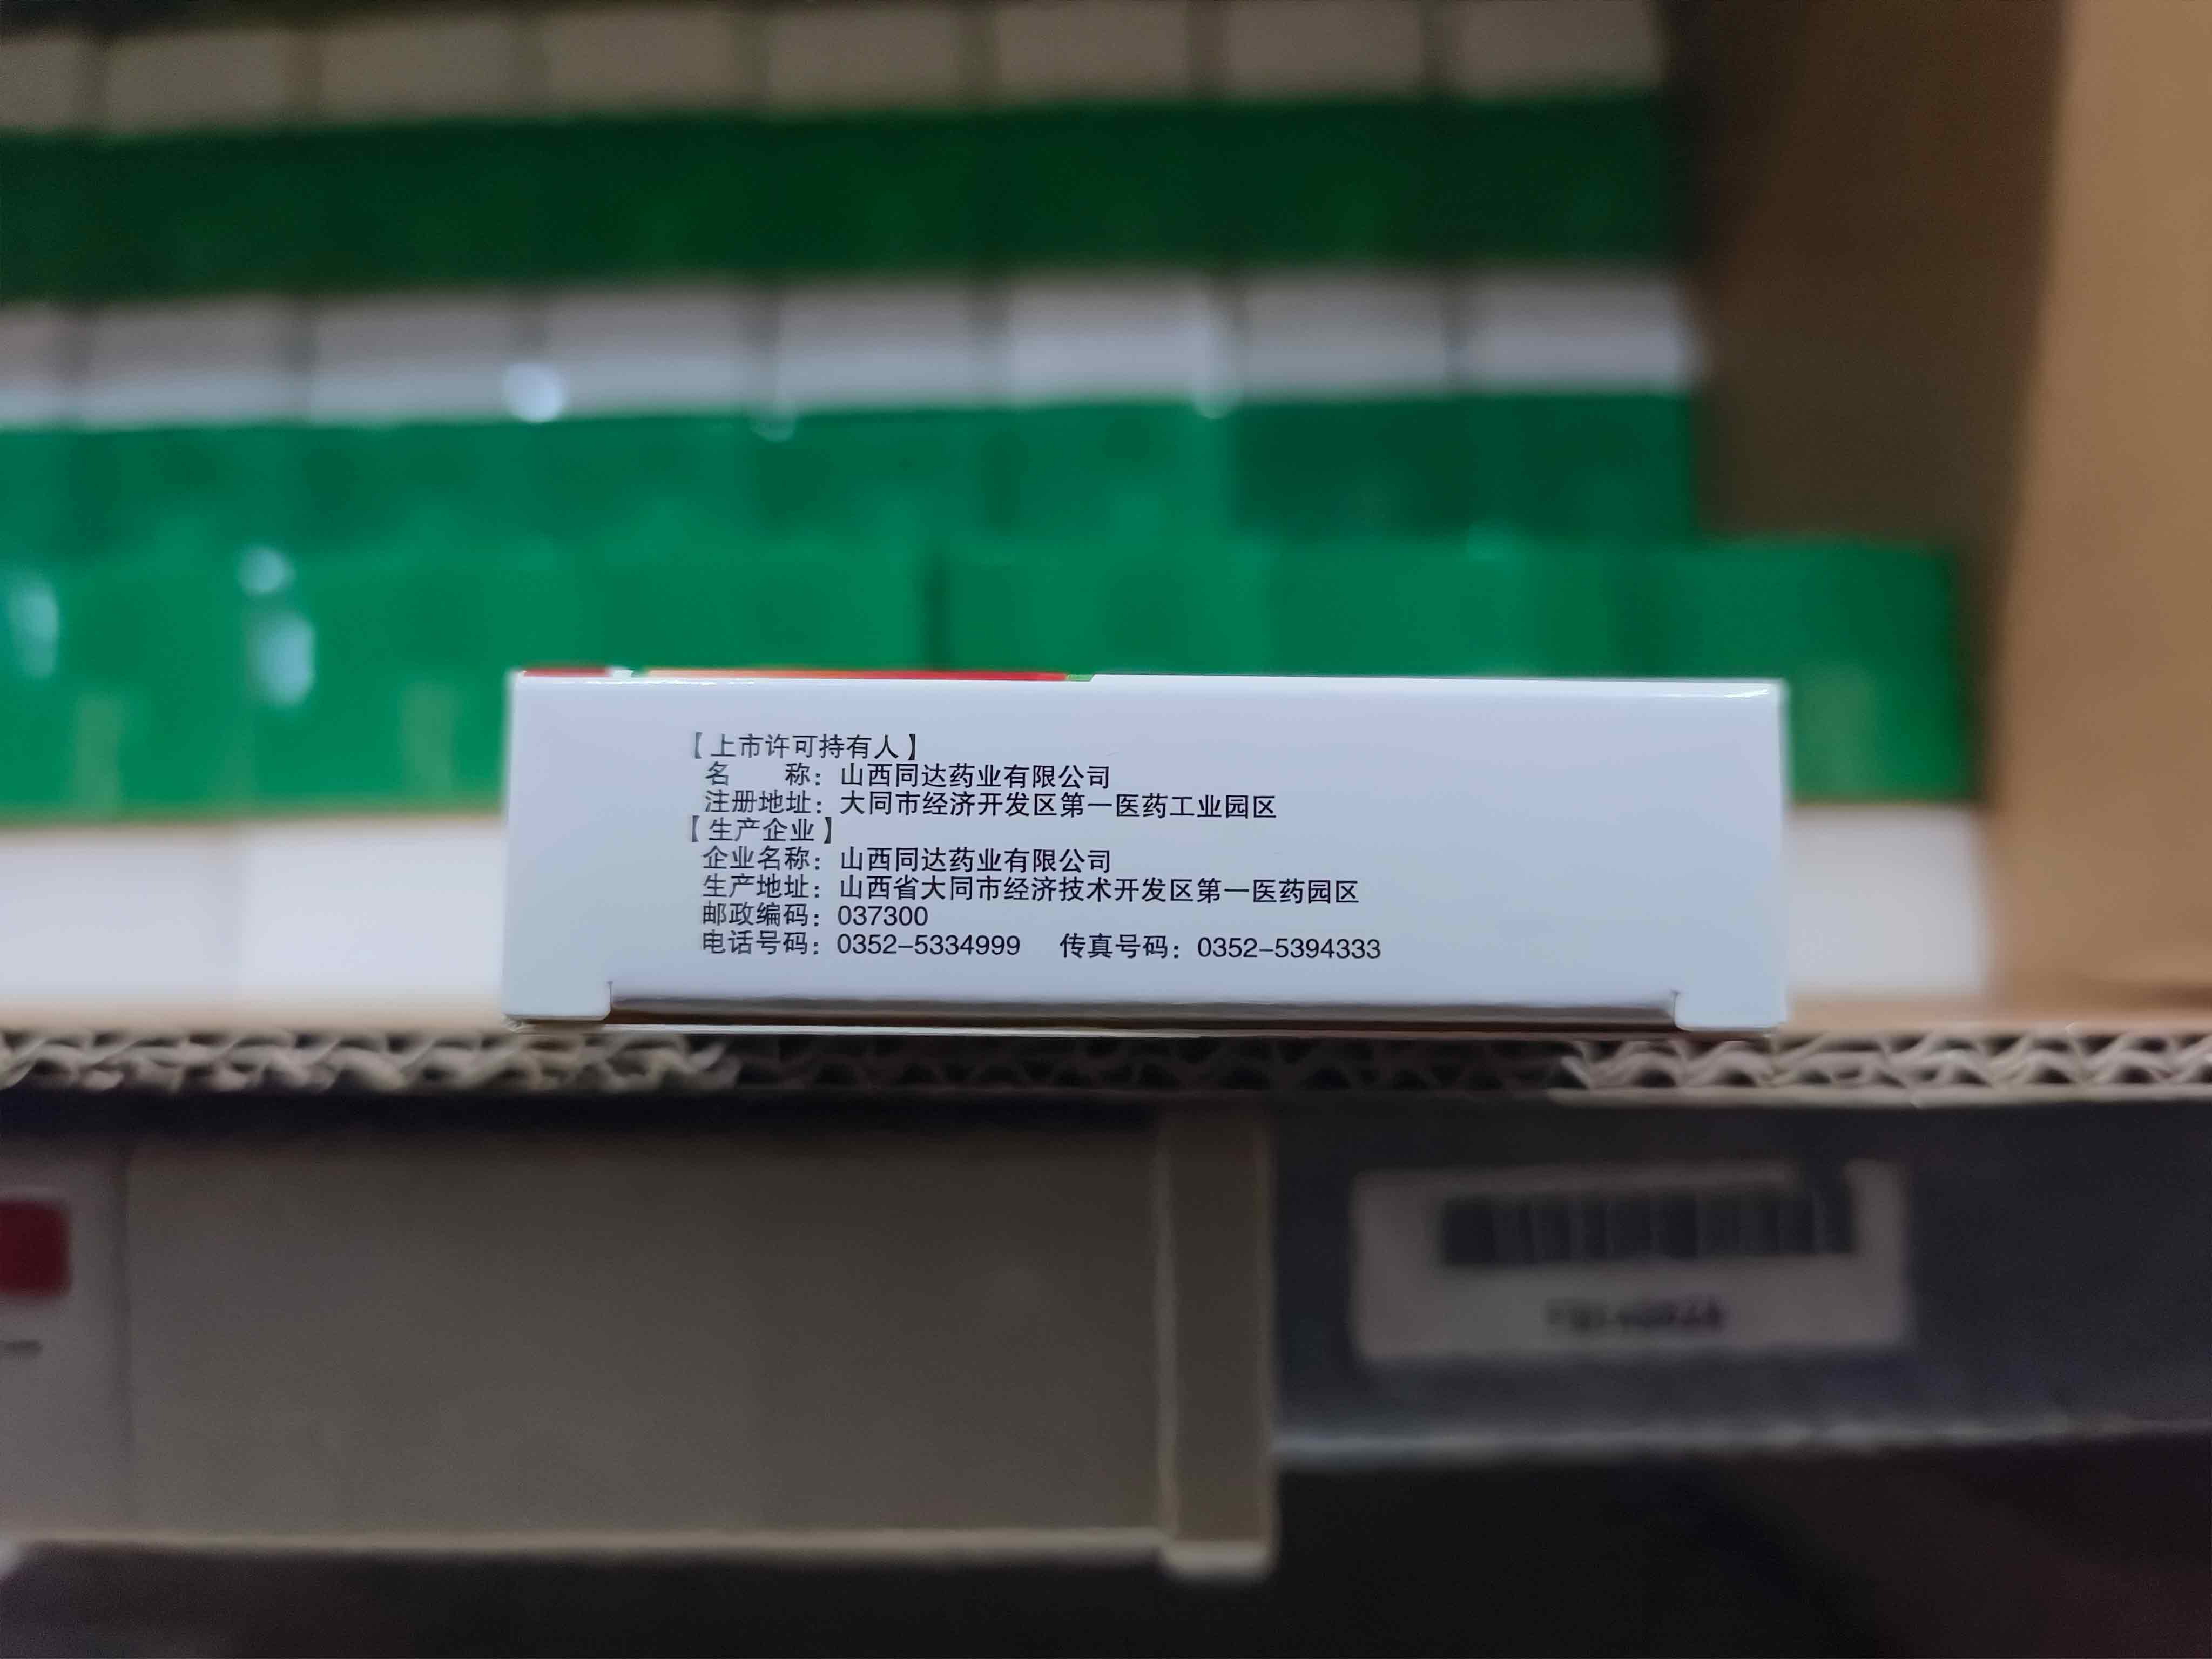 【上市许可持有人】
名 称：山西同达药业有限公司
注册地址：大同市经济开发区第一医药工业园区
【生产企业】
企业名称：山西同达药业有限公司
生产地址：山西省大同市经济技术开发区第一医药园区
邮政编码：037300
电话号码：0352-5334999 传真号码：0352-5394333